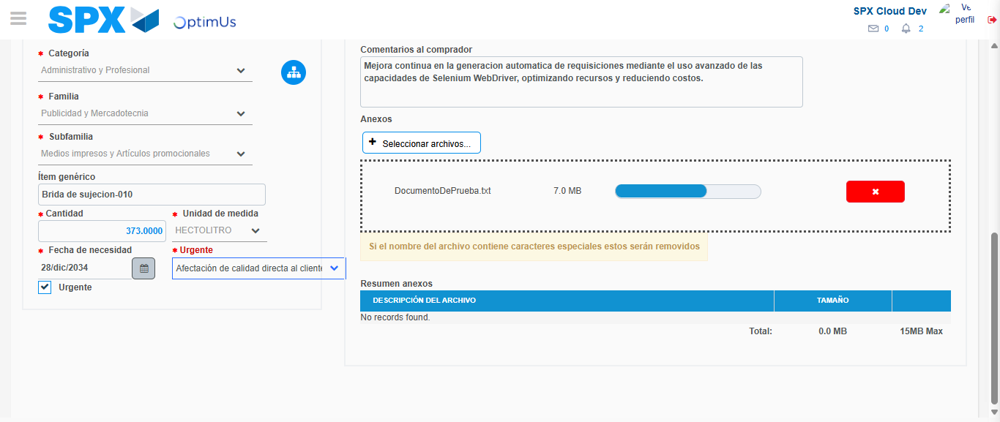 SPX OptimUs
SPX Cloud Dev
0 2
Ve
perfil
* Categoría
Administrativo y Profesional
* Familia
Publicidad y Mercadotecnia
* Subfamilia
Medios impresos y Artículos promocionales
Ítem genérico
Brida de sujecion-010
* Cantidad * Unidad de medida
373.0000 HECTOLITRO
* Fecha de necesidad * Urgente
28/dic/2034 Afectación de calidad directa al cliente
Urgente
Comentarios al comprador
Mejora continua en la generacion automatica de requisiciones mediante el uso avanzado de las
capacidades de Selenium WebDriver, optimizando recursos y reduciendo costos.
Anexos
Seleccionar archivos...
DocumentoDePrueba.txt 7.0 MB
Si el nombre del archivo contiene caracteres especiales estos serán removidos
Resumen anexos
DESCRIPCIÓN DEL ARCHIVO TAMAÑO
No records found.
Total: 0.0 MB 15MB Max